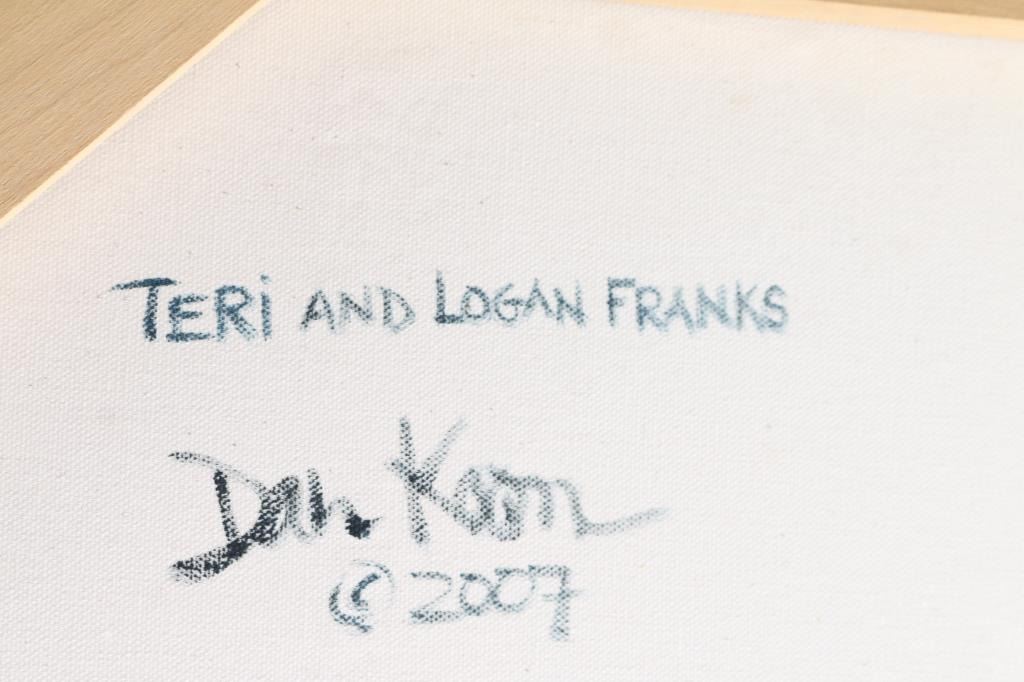 TERi AND LOGAN FRANKS
Dan. Koon
© 2007